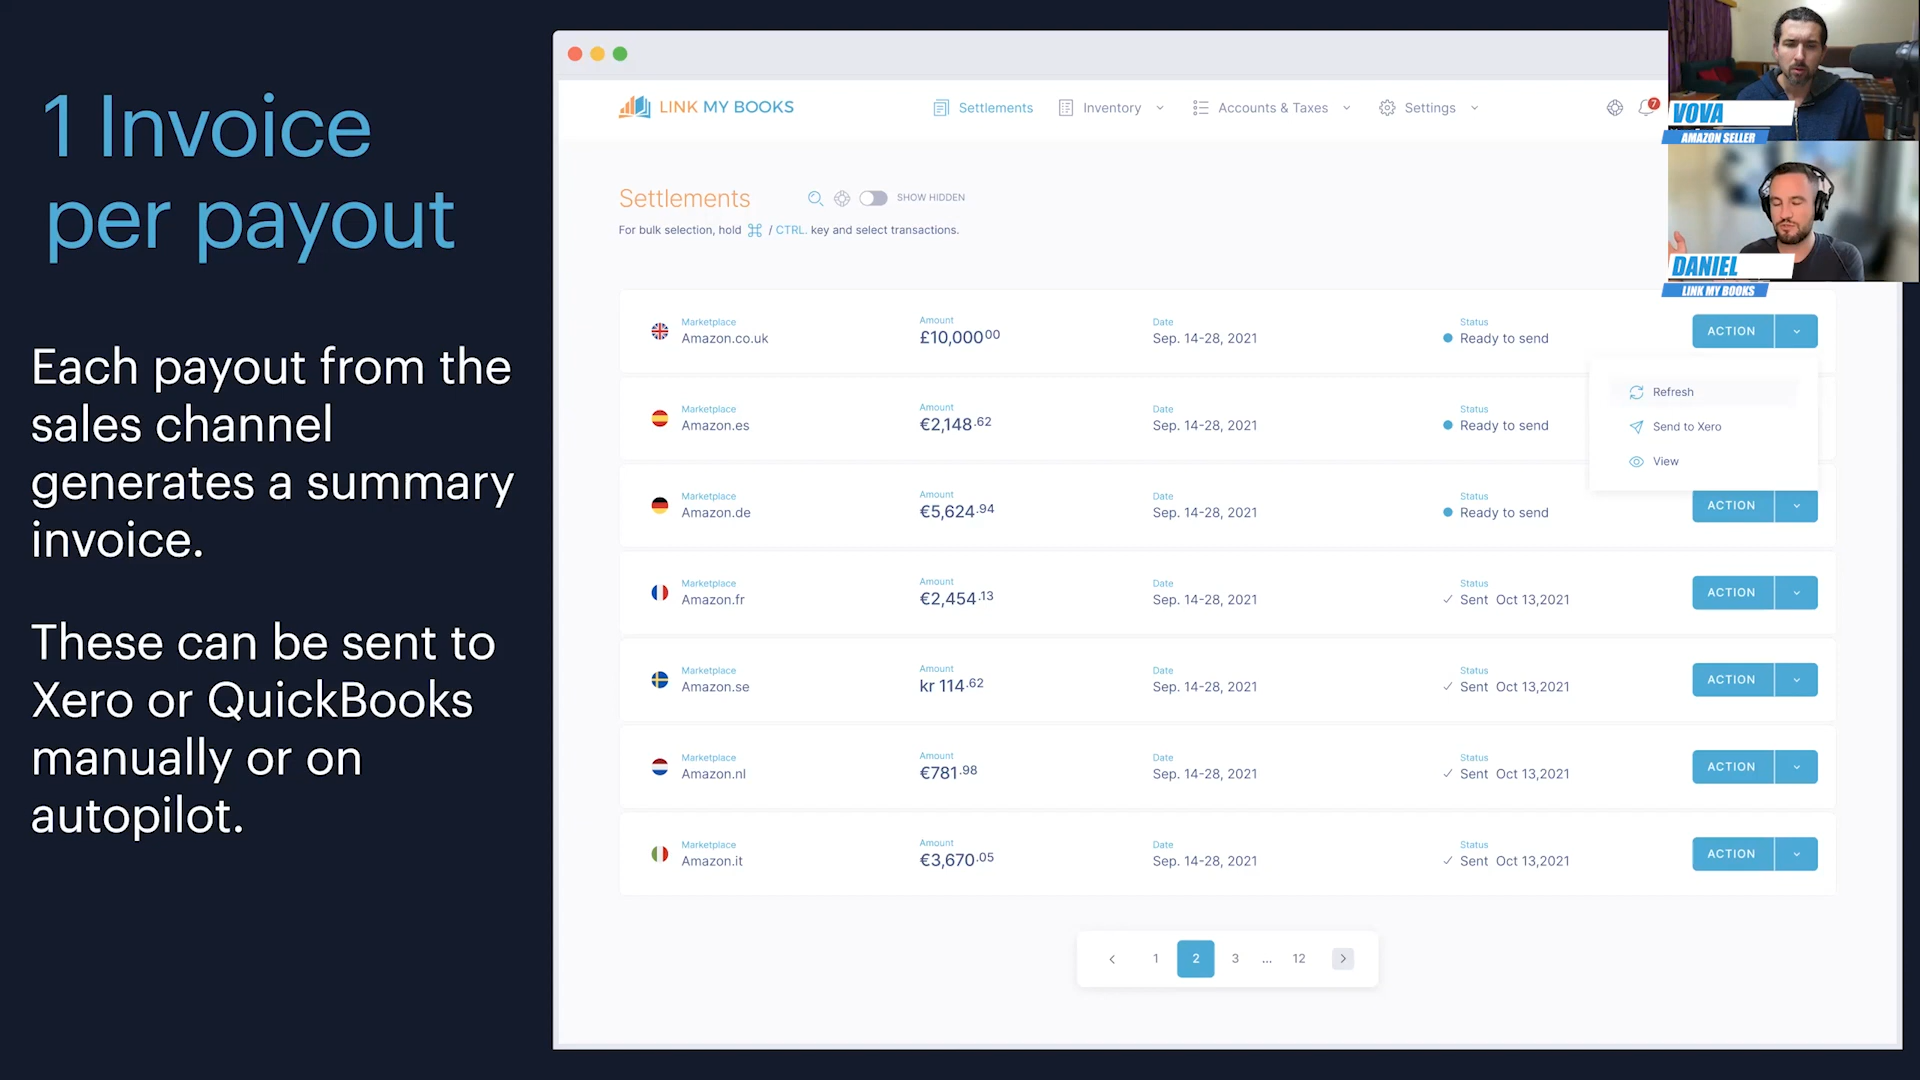 1 Invoice
per payout
Each payout from the
sales channel
generates a summary
invoice.
These can be sent to
Xero or QuickBooks
manually or on
autopilot.
LINK MY BOOKS
Settlements
Inventory
Accounts & Taxes
Settings
7
VOVA
AMAZON SELLER
DANIEL
LINK MY BOOKS
Settlements
SHOW HIDDEN
For bulk selection, hold ⌘ / CTRL. key and select transactions.
Marketplace Amount Date Status
Amazon.co.uk £10,000.00 Sep. 14-28, 2021 Ready to send ACTION
Refresh
Send to Xero
View
Marketplace Amount Date Status
Amazon.es €2,148.62 Sep. 14-28, 2021 Ready to send
Marketplace Amount Date Status
Amazon.de €5,624.94 Sep. 14-28, 2021 Ready to send ACTION
Marketplace Amount Date Status
Amazon.fr €2,454.13 Sep. 14-28, 2021 Sent Oct 13,2021 ACTION
Marketplace Amount Date Status
Amazon.se kr 114.62 Sep. 14-28, 2021 Sent Oct 13,2021 ACTION
Marketplace Amount Date Status
Amazon.nl €781.98 Sep. 14-28, 2021 Sent Oct 13,2021 ACTION
Marketplace Amount Date Status
Amazon.it €3,670.05 Sep. 14-28, 2021 Sent Oct 13,2021 ACTION
< 1 2 3 ... 12 >